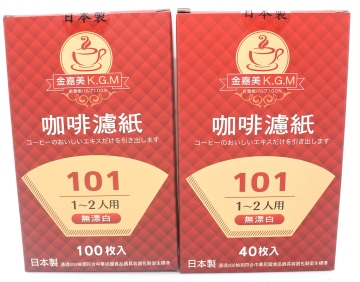 日本製
金嘉美K.G.M
咖啡濾紙
コーヒーのおいしいエキスだけを引き出します
101
1～2人用
無漂白
100枚入
日本製
日本製
金嘉美K.G.M
咖啡濾紙
コーヒーのおいしいエキスだけを引き出します
101
1～2人用
無漂白
40枚入
日本製